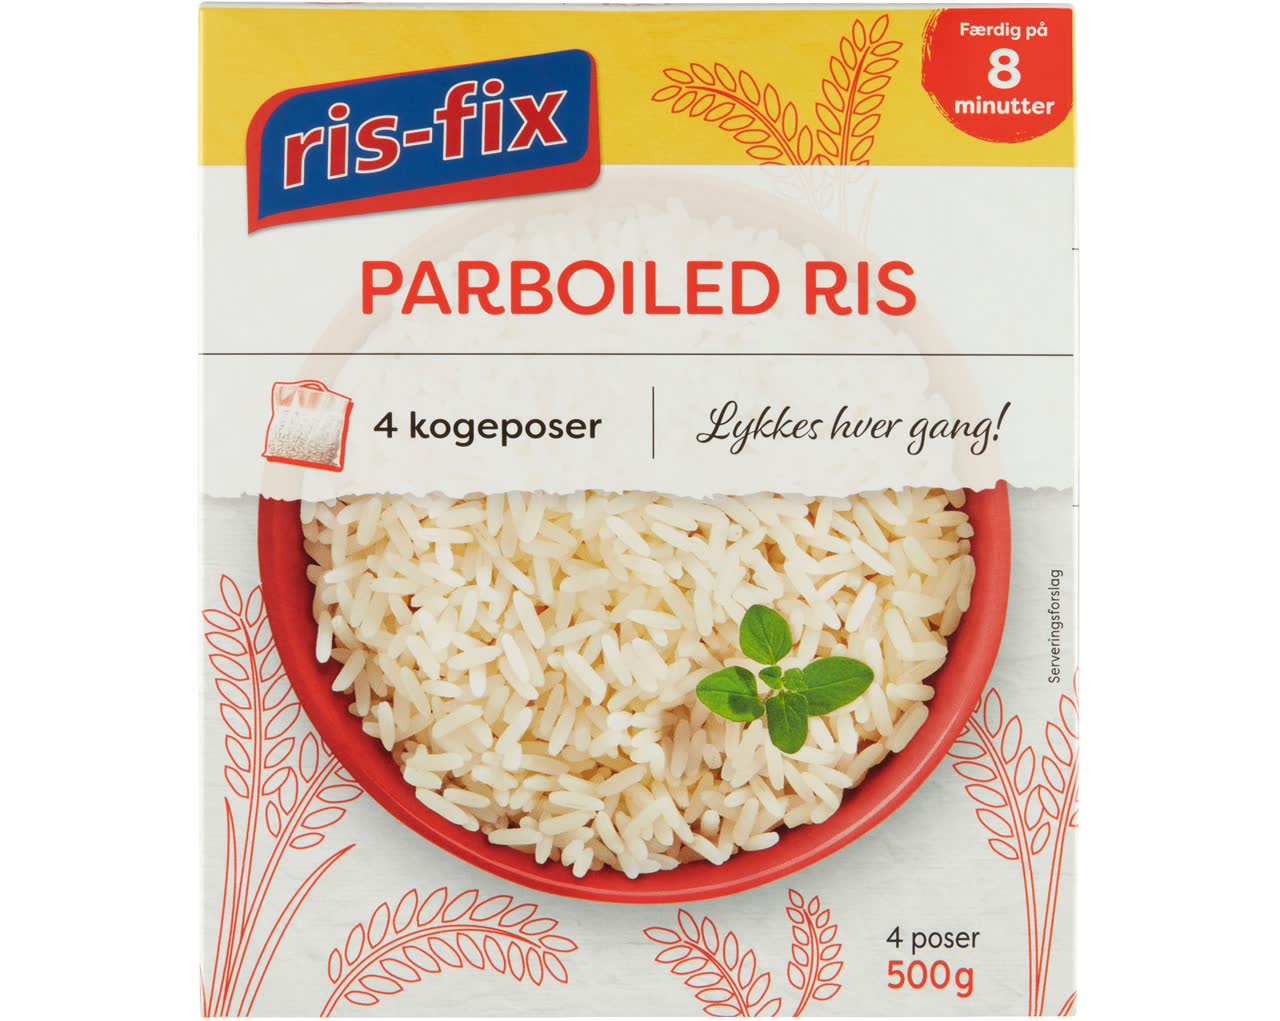 Færdig på
8
minutter
ris-fix
PARBOILED RIS
4 kogeposer
Lykkes hver gang!
Serveringsforslag
4 poser
500g